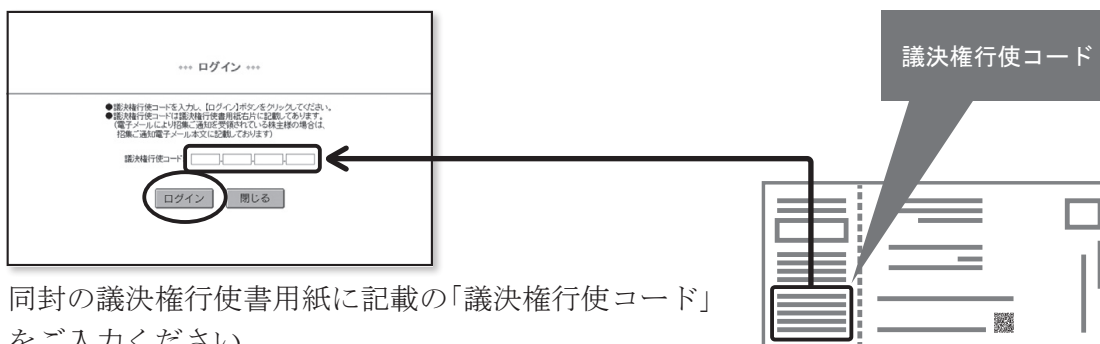 *** ログイン ***
●議決権行使コードを入力し、【ログイン】ボタンをクリックしてください。
●議決権行使コードは議決権行使書用紙右片に記載してあります。
(電子メールにより招集ご通知を受領されている株主様の場合は、
招集ご通知電子メール本文に記載しております)
議決権行使コード
ログイン 閉じる
議決権行使コード
同封の議決権行使書用紙に記載の「議決権行使コード」
をご入力ください